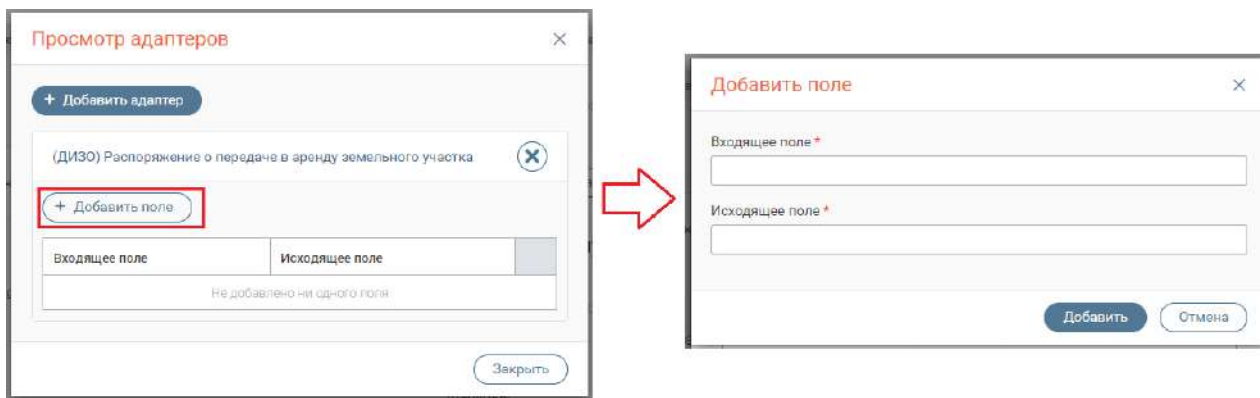 Просмотр адаптеров
+ Добавить адаптер
(ДИЗО) Распоряжение о передаче в аренду земельного участка
+ Добавить поле
Входящее поле Исходящее поле
Не добавлено ни одного поля
Закрыть
Добавить поле
Входящее поле *
Исходящее поле *
Добавить Отмена